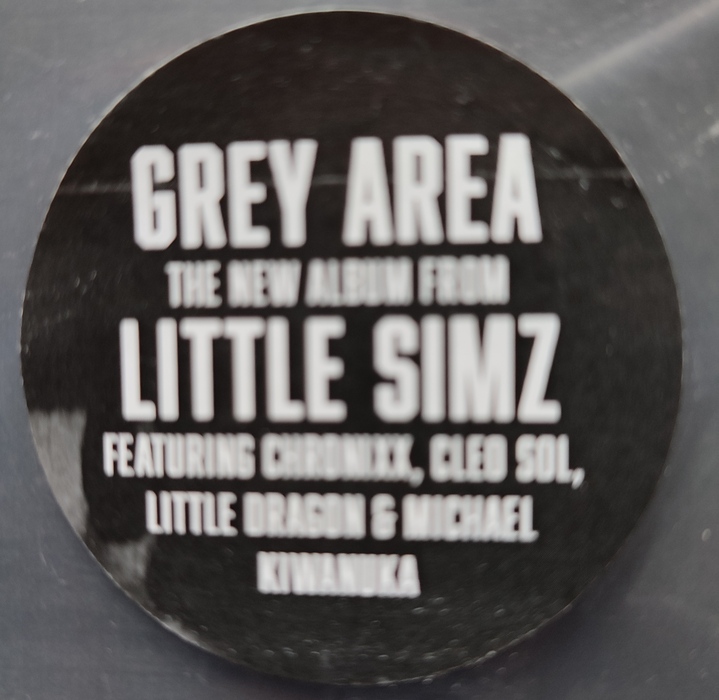 GREY AREA
THE NEW ALBUM FROM
LITTLE SIMZ
FEATURING CHRONIXX, CLEO SOL,
LITTLE DRAGON & MICHAEL
KIWANUKA